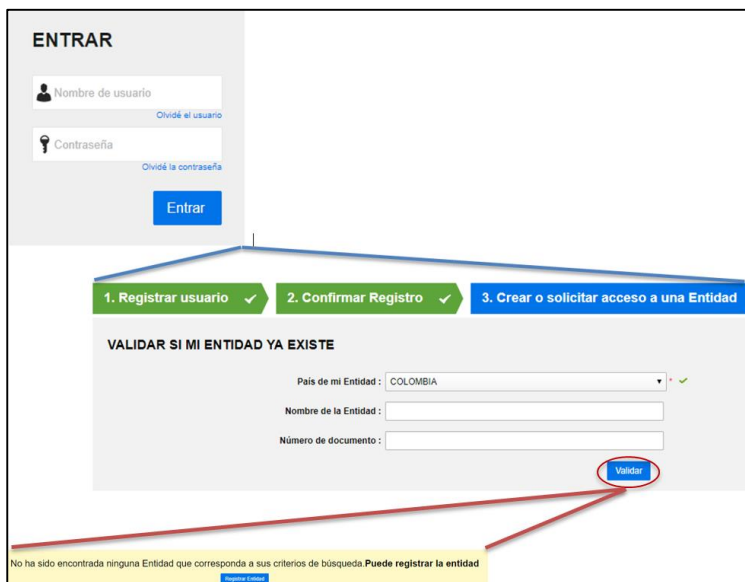 ENTRAR
Nombre de usuario
Olvidé el usuario
Contraseña
Olvidé la contraseña
Entrar
1. Registrar usuario 2. Confirmar Registro 3. Crear o solicitar acceso a una Entidad
VALIDAR SI MI ENTIDAD YA EXISTE
País de mi Entidad : COLOMBIA *
Nombre de la Entidad :
Número de documento :
Validar
No ha sido encontrada ninguna Entidad que corresponda a sus criterios de búsqueda.Puede registrar la entidad
Registrar Entidad